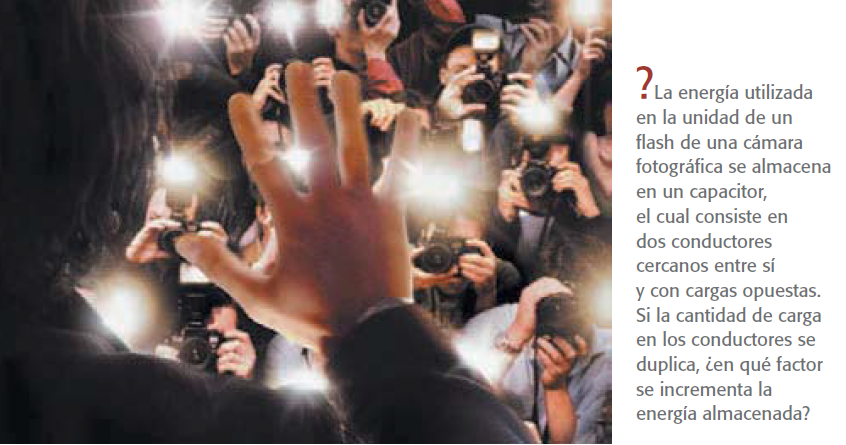 ?La energía utilizada
en la unidad de un
flash de una cámara
fotográfica se almacena
en un capacitor,
el cual consiste en
dos conductores
cercanos entre sí
y con cargas opuestas.
Si la cantidad de carga
en los conductores se
duplica, ¿en qué factor
se incrementa la
energía almacenada?